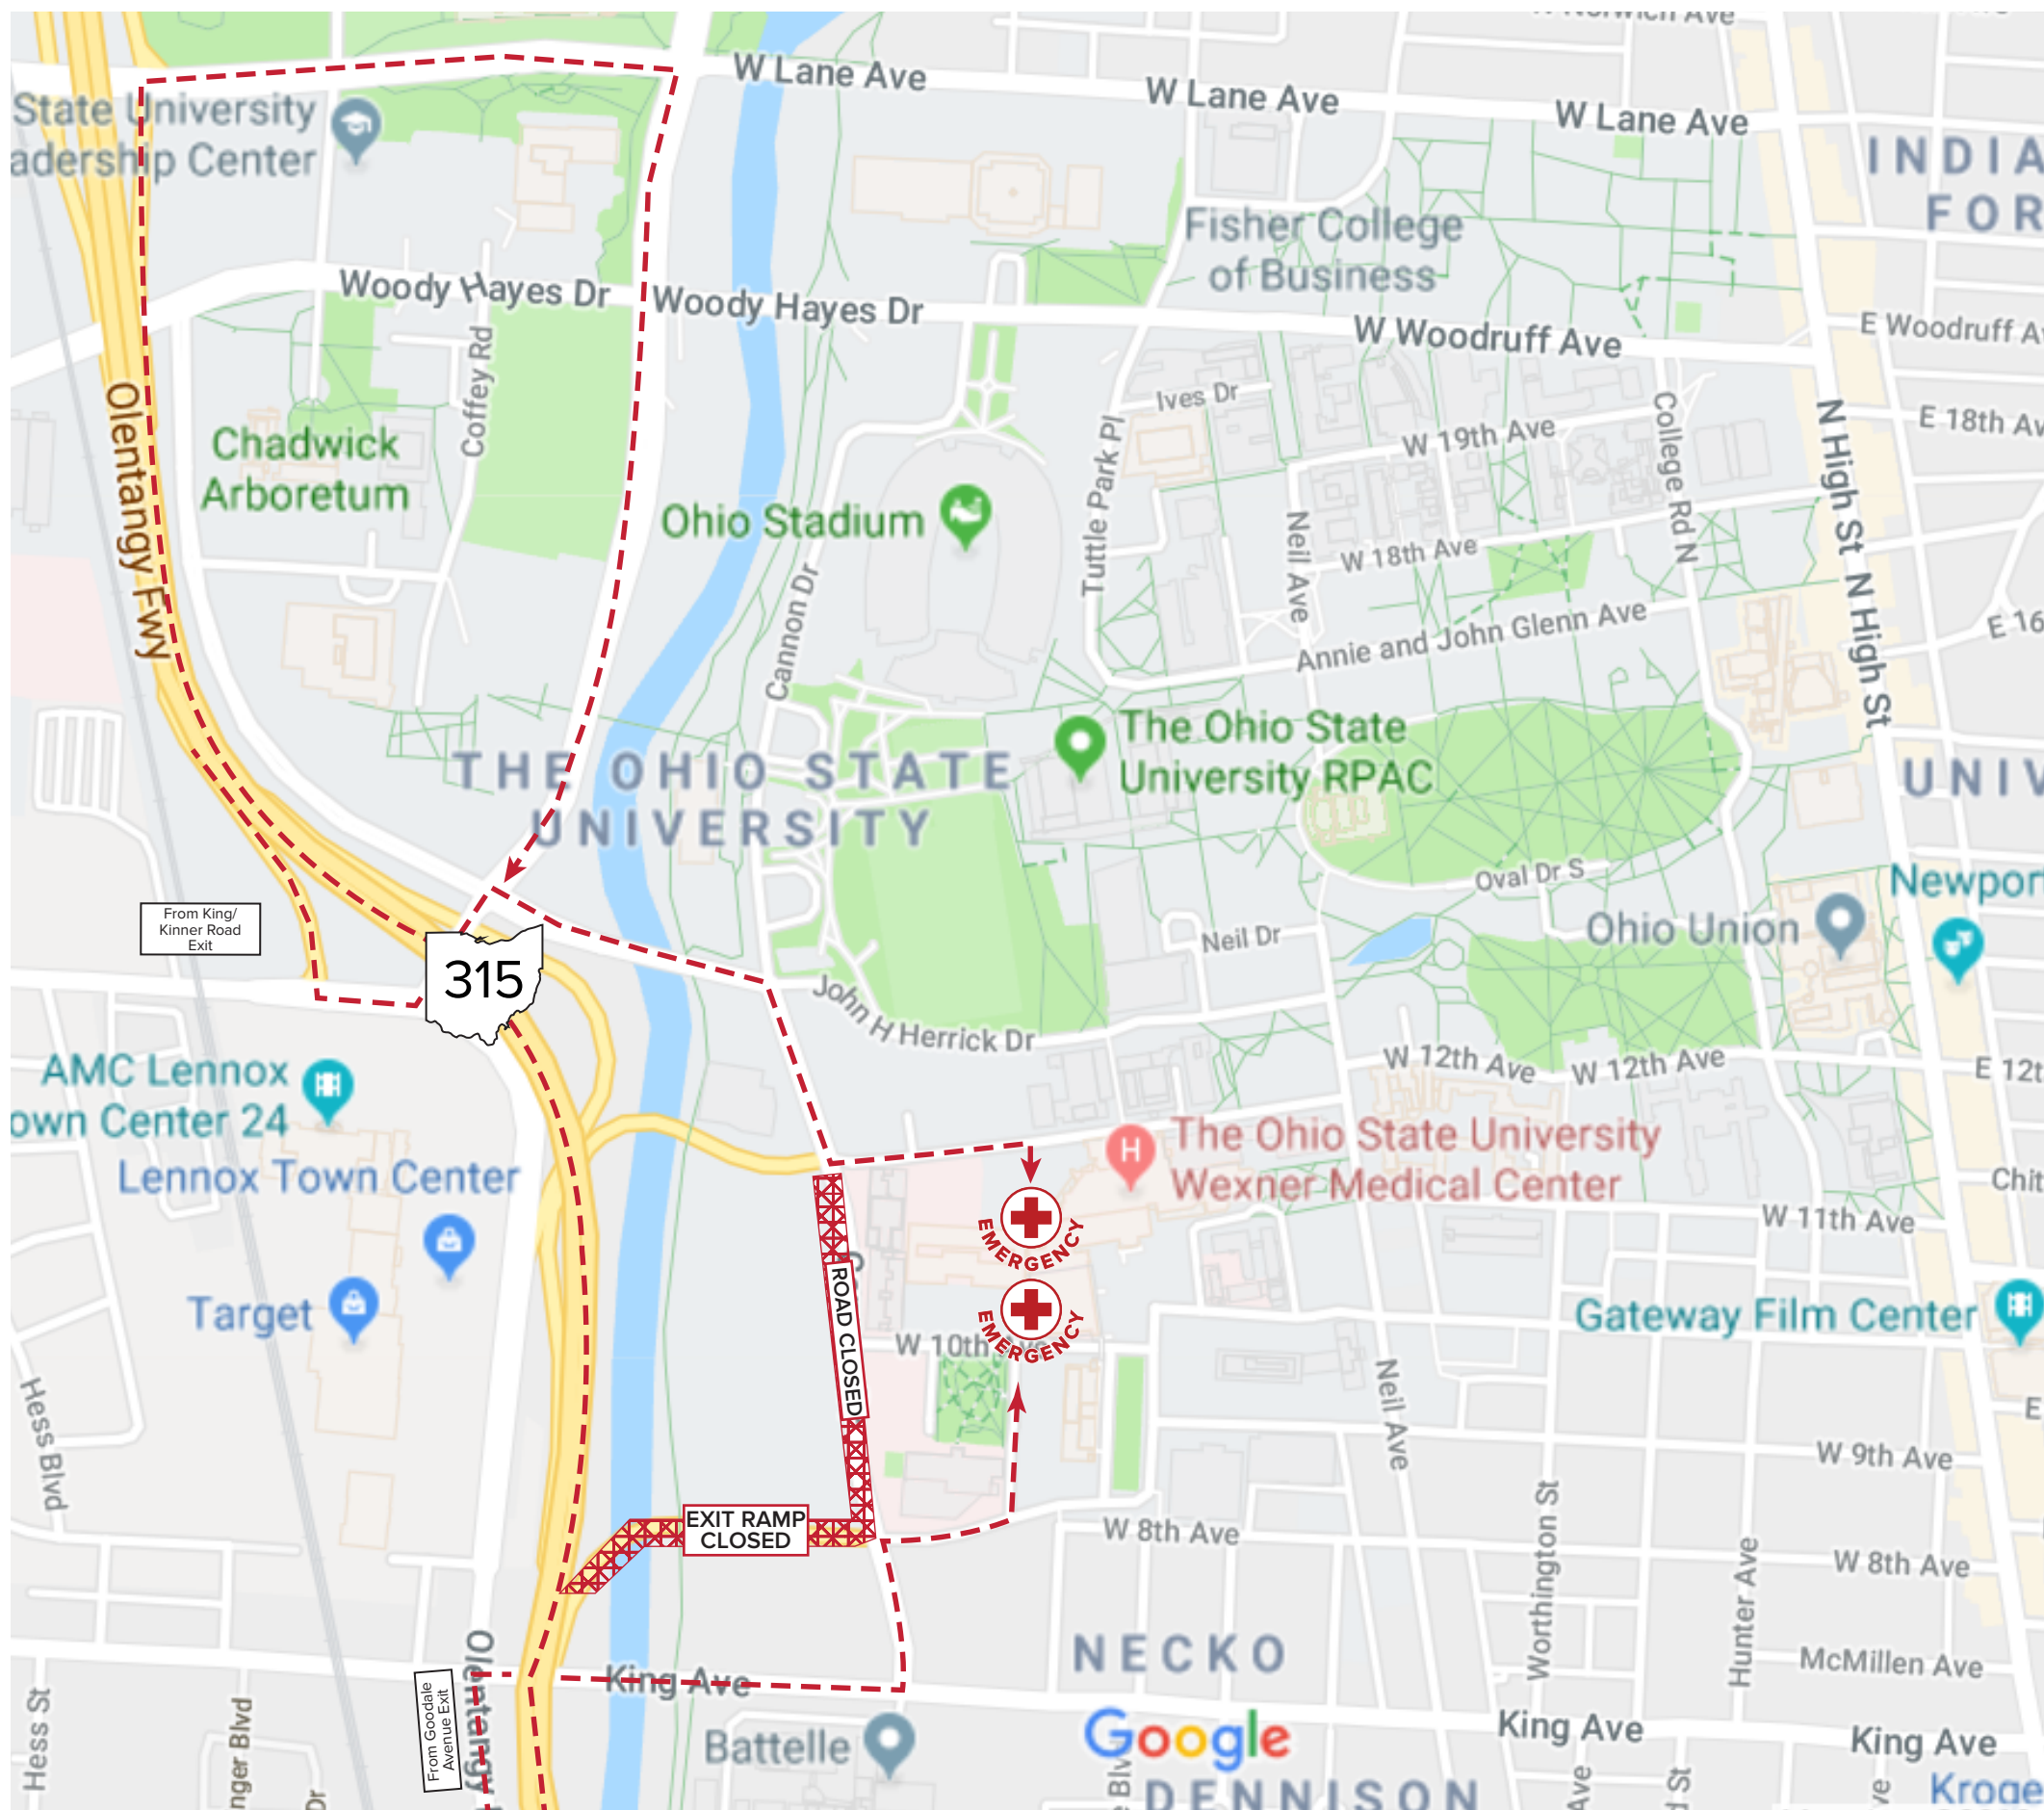 W Lane Ave
W Lane Ave
W Lane Ave
State University
adership Center
INDIA
FOR
Fisher College
of Business
Woody Hayes Dr
Woody Hayes Dr
W Woodruff Ave
E Woodruff Av
Coffey Rd
Ives Dr
W 19th Ave
College Rd N
E 18th Av
N High St
Olentangy Fwy
Chadwick
Arboretum
Tuttle Park Pl
Ohio Stadium
Neil Ave
W 18th Ave
Cannon Dr
Annie and John Glenn Ave
E 16
N High St
THE OHIO STATE
UNIVERSITY
The Ohio State
University RPAC
UNIV
Oval Dr S
Newpor
From King/
Kinner Road
Exit
Ohio Union
Neil Dr
315
John H Herrick Dr
W 12th Ave
W 12th Ave
E 12t
AMC Lennox
own Center 24
Lennox Town Center
H
The Ohio State University
Wexner Medical Center
Chit
W 11th Ave
EMERGENCY
Target
ROAD CLOSED
EMERGENCY
W 10th
Gateway Film Center
Hess Blvd
Neil Ave
E
W 9th Ave
EXIT RAMP
CLOSED
W 8th Ave
W 8th Ave
Worthington St
Hunter Ave
NECKO
McMillen Ave
King Ave
From Goodale
Avenue Exit
Olentangy
Hess St
nger Blvd
Dr
Battelle
Google
King Ave
King Ave
DENNISON
Ave
d St
ve
Kroge